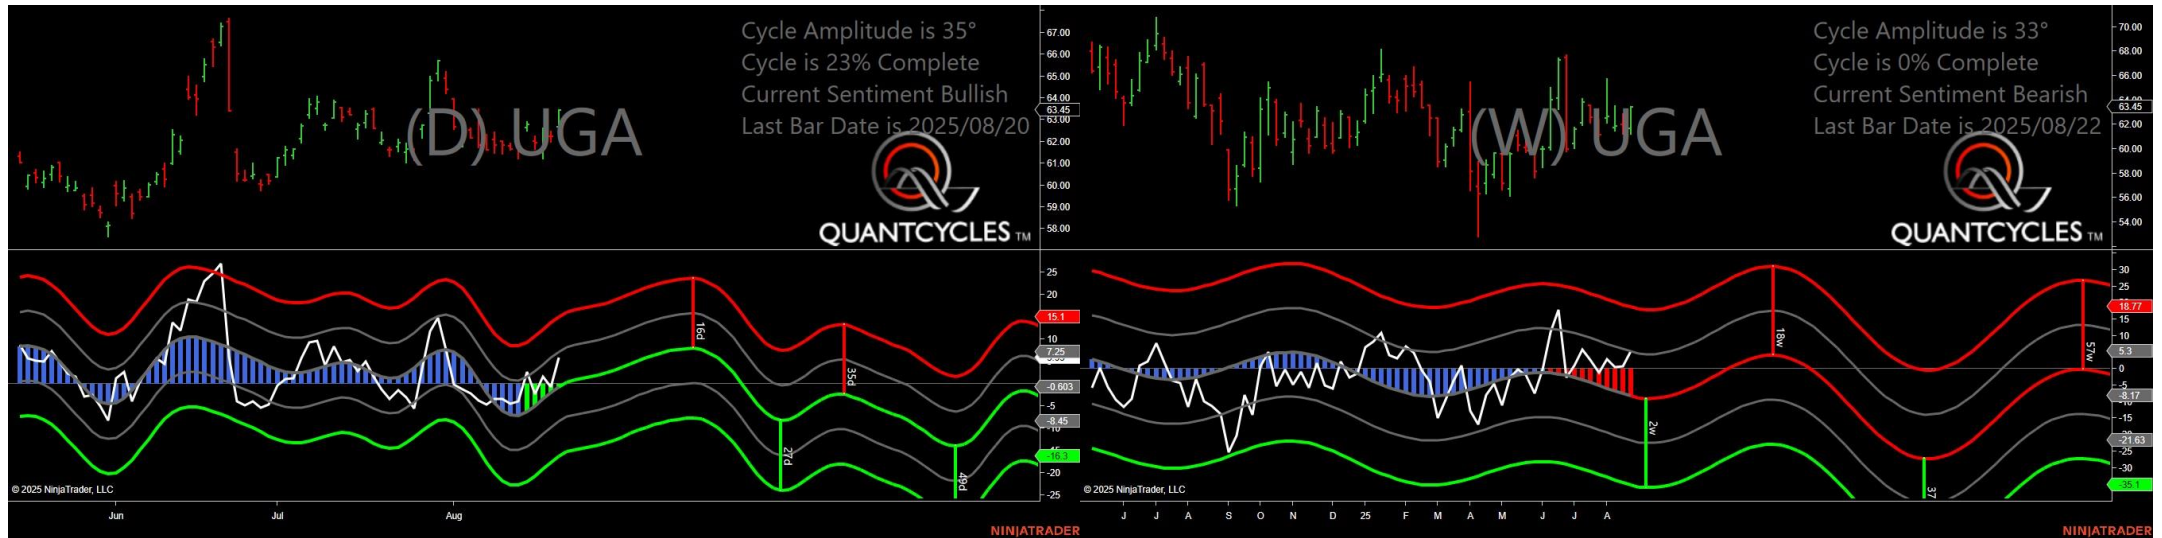 Cycle Amplitude is 35°
Cycle is 23% Complete
Current Sentiment Bullish
Last Bar Date is 2025/08/20
(D) UGA
QUANTCYCLES TM
67.00
66.00
65.00
64.00
63.45
63.00
62.00
61.00
60.00
59.00
58.00
25
20
15.1
10
7.25
-0.603
-5
-8.45
-16.3
-20
-25
16d
35d
27d
49d
© 2025 NinjaTrader, LLC
Jun
Jul
Aug
NINJATRADER
Cycle Amplitude is 33°
Cycle is 0% Complete
Current Sentiment Bearish
Last Bar Date is 2025/08/22
(W) UGA
QUANTCYCLES TM
70.00
68.00
66.00
63.45
62.00
60.00
58.00
56.00
54.00
30
25
18.77
15
10
5.3
0
-5
-8.17
-15
-21.63
-25
-30
-35.1
18w
57w
2w
37
© 2025 NinjaTrader, LLC
J J A S O N D 25 F M A M J J A
NINJATRADER